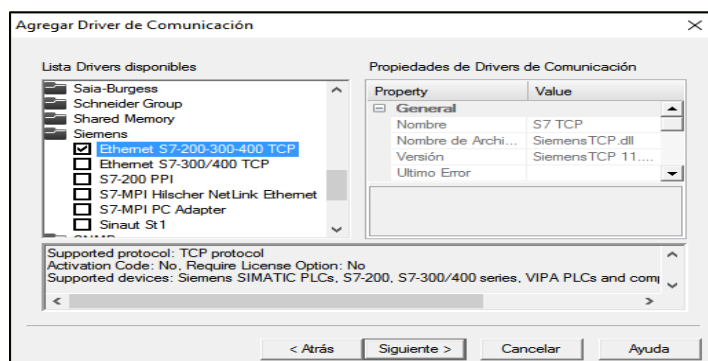 Agregar Driver de Comunicación
Lista Drivers disponibles
Saia-Burgess
Schneider Group
Shared Memory
Siemens
Ethernet S7-200-300-400 TCP
Ethernet S7-300/400 TCP
S7-200 PPI
S7-MPI Hilscher NetLink Ethernet
S7-MPI PC Adapter
Sinaut St1
Propiedades de Drivers de Comunicación
Property Value
General
Nombre S7 TCP
Nombre de Archi... SiemensTCP.dll
Versión SiemensTCP 11....
Ultimo Error
Supported protocol: TCP protocol
Activation Code: No, Require License Option: No
Supported devices: Siemens SIMATIC PLCs, S7-200, S7-300/400 series, VIPA PLCs and
< Atrás Siguiente > Cancelar Ayuda